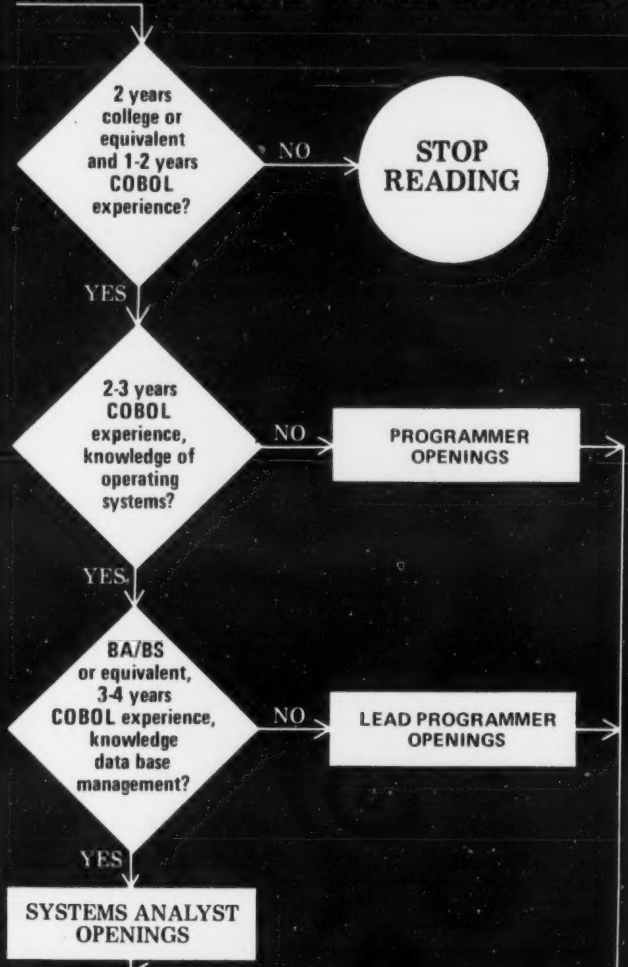 2 years
college or
equivalent
and 1-2 years
COBOL
experience?
NO
STOP
READING
YES
2-3 years
COBOL
experience,
knowledge of
operating
systems?
NO
PROGRAMMER
OPENINGS
YES
BA/BS
or equivalent,
3-4 years
COBOL experience,
knowledge
data base
management?
NO
LEAD PROGRAMMER
OPENINGS
YES
SYSTEMS ANALYST
OPENINGS